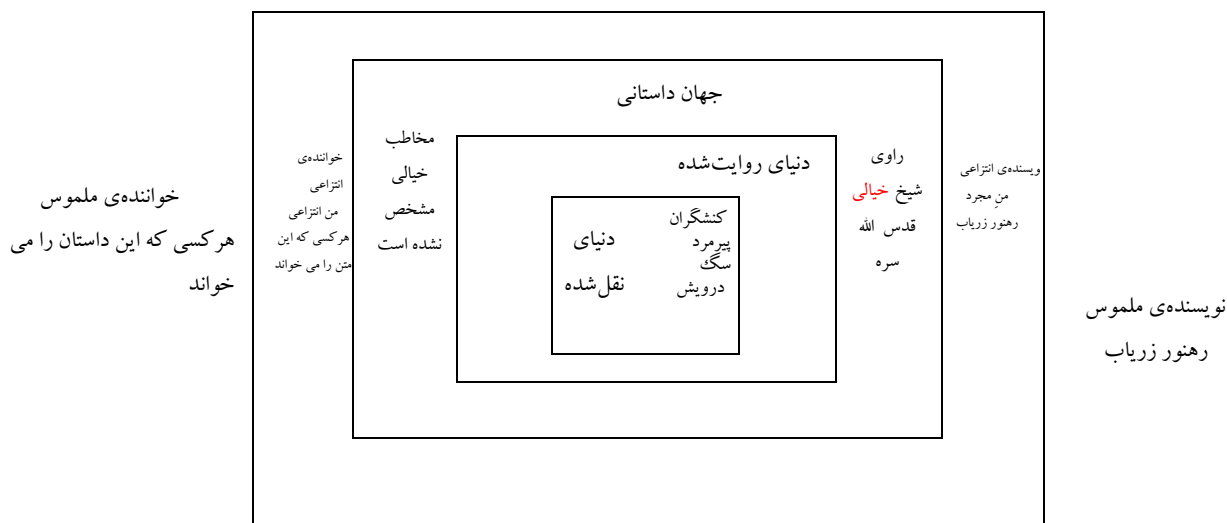 جهان داستانی
نویسنده‌ی ملموس
رهنور زریاب
ویسنده‌ی انتزاعی
منِ مجرد
رهنور زریاب
راوی
شیخ خیالی
قدس الله
سره
دنیای روایت‌شده
کنشگران
پیرمرد
سگ
درویش
دنیای
نقل‌شده
مخاطب
خیالی
مشخص
نشده است
خواننده‌ی
انتزاعی
من انتزاعی
هرکسی که این
متن را می خواند
خواننده‌ی ملموس
هرکسی که این داستان را می
خواند